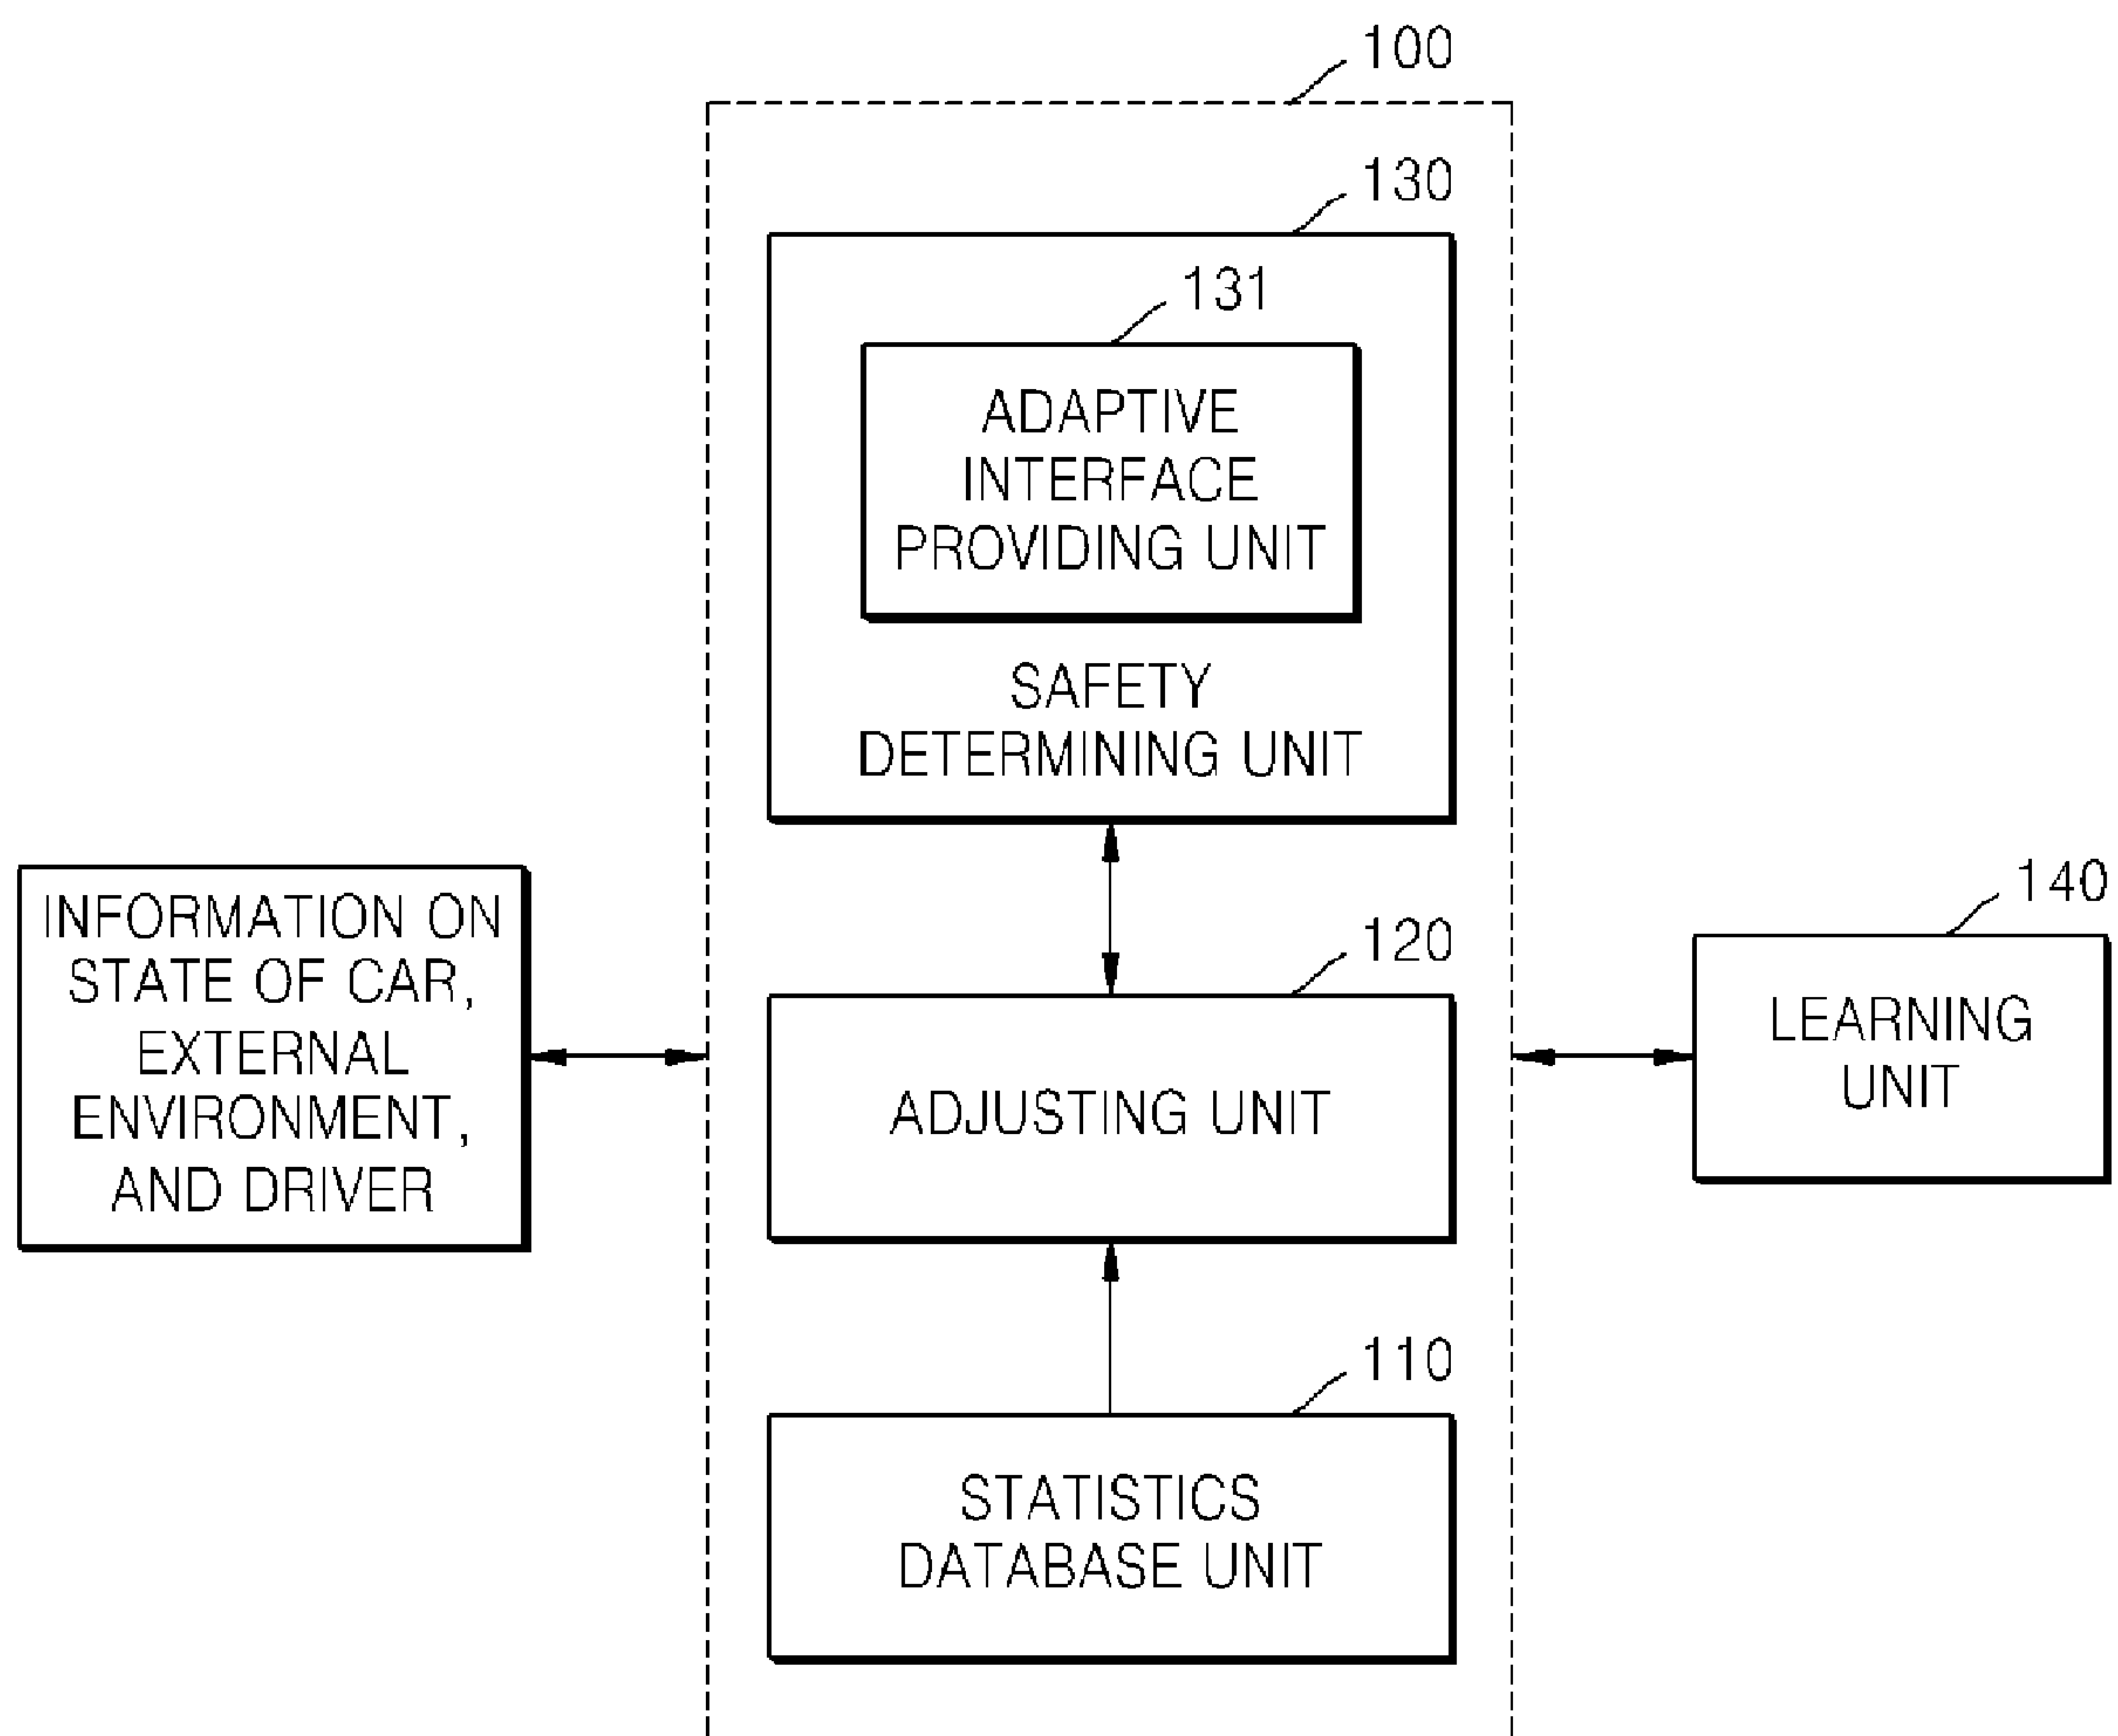 100
130
131
ADAPTIVE
INTERFACE
PROVIDING UNIT
SAFETY
DETERMINING UNIT
INFORMATION ON
STATE OF CAR,
EXTERNAL
ENVIRONMENT,
AND DRIVER
120
ADJUSTING UNIT
140
LEARNING
UNIT
110
STATISTICS
DATABASE UNIT